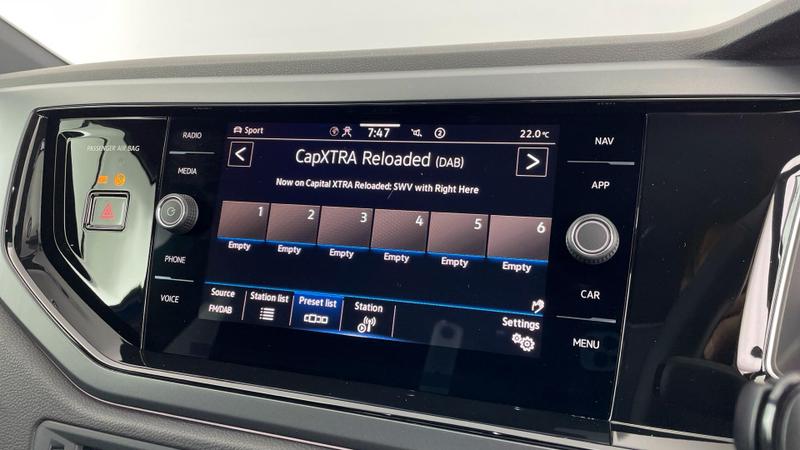 PASSENGER AIR BAG
RADIO
MEDIA
PHONE
VOICE
Sport
7:47
2
22.0°C
CapXTRA Reloaded (DAB)
Now on Capital XTRA Reloaded: SWV with Right Here
1 2 3 4 5 6
Empty Empty Empty Empty Empty Empty
Source
FM/DAB
Station list
Preset list
Station
Settings
NAV
APP
CAR
MENU